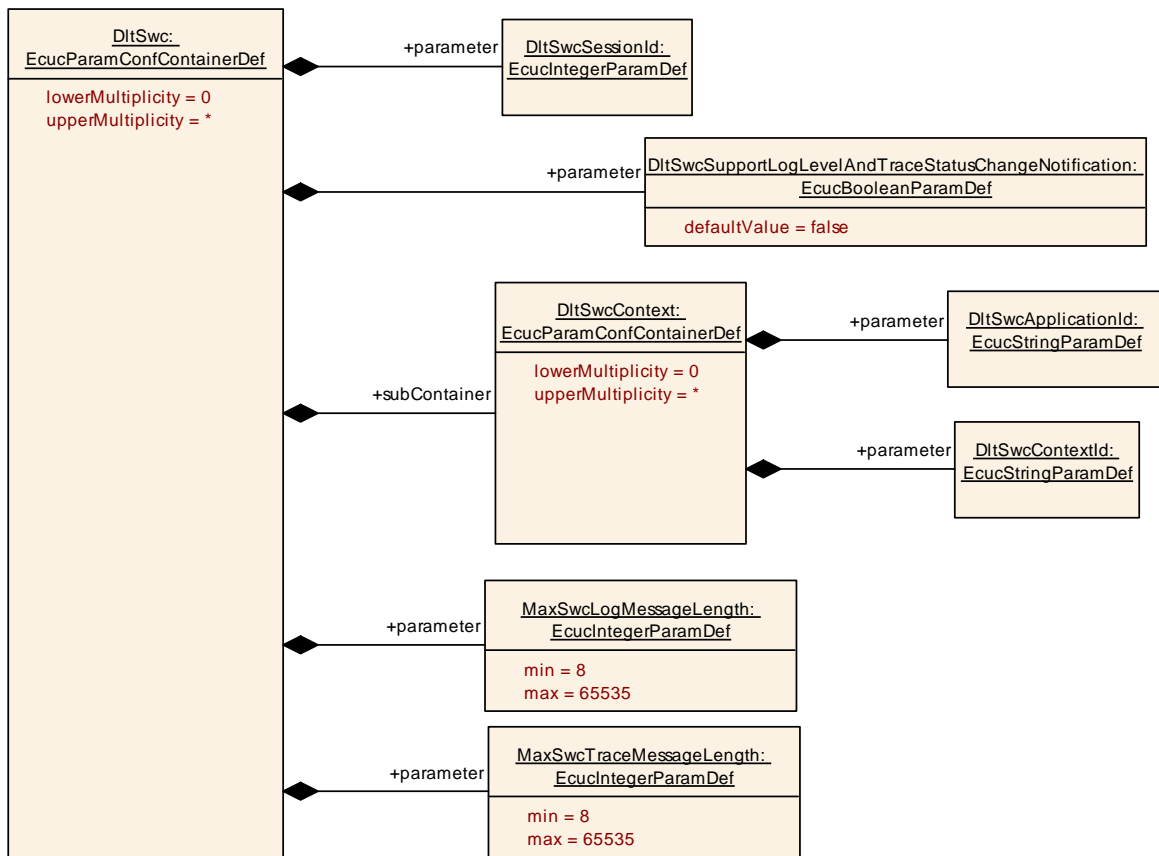 DltSwc:
EcucParamConfContainerDef
lowerMultiplicity = 0
upperMultiplicity = *
+parameter
DltSwcSessionId:
EcucIntegerParamDef
+parameter
DltSwcSupportLogLevelAndTraceStatusChangeNotification:
EcucBooleanParamDef
defaultValue = false
+subContainer
DltSwcContext:
EcucParamConfContainerDef
lowerMultiplicity = 0
upperMultiplicity = *
+parameter
DltSwcApplicationId:
EcucStringParamDef
+parameter
DltSwcContextId:
EcucStringParamDef
+parameter
MaxSwcLogMessageLength:
EcucIntegerParamDef
min = 8
max = 65535
+parameter
MaxSwcTraceMessageLength:
EcucIntegerParamDef
min = 8
max = 65535